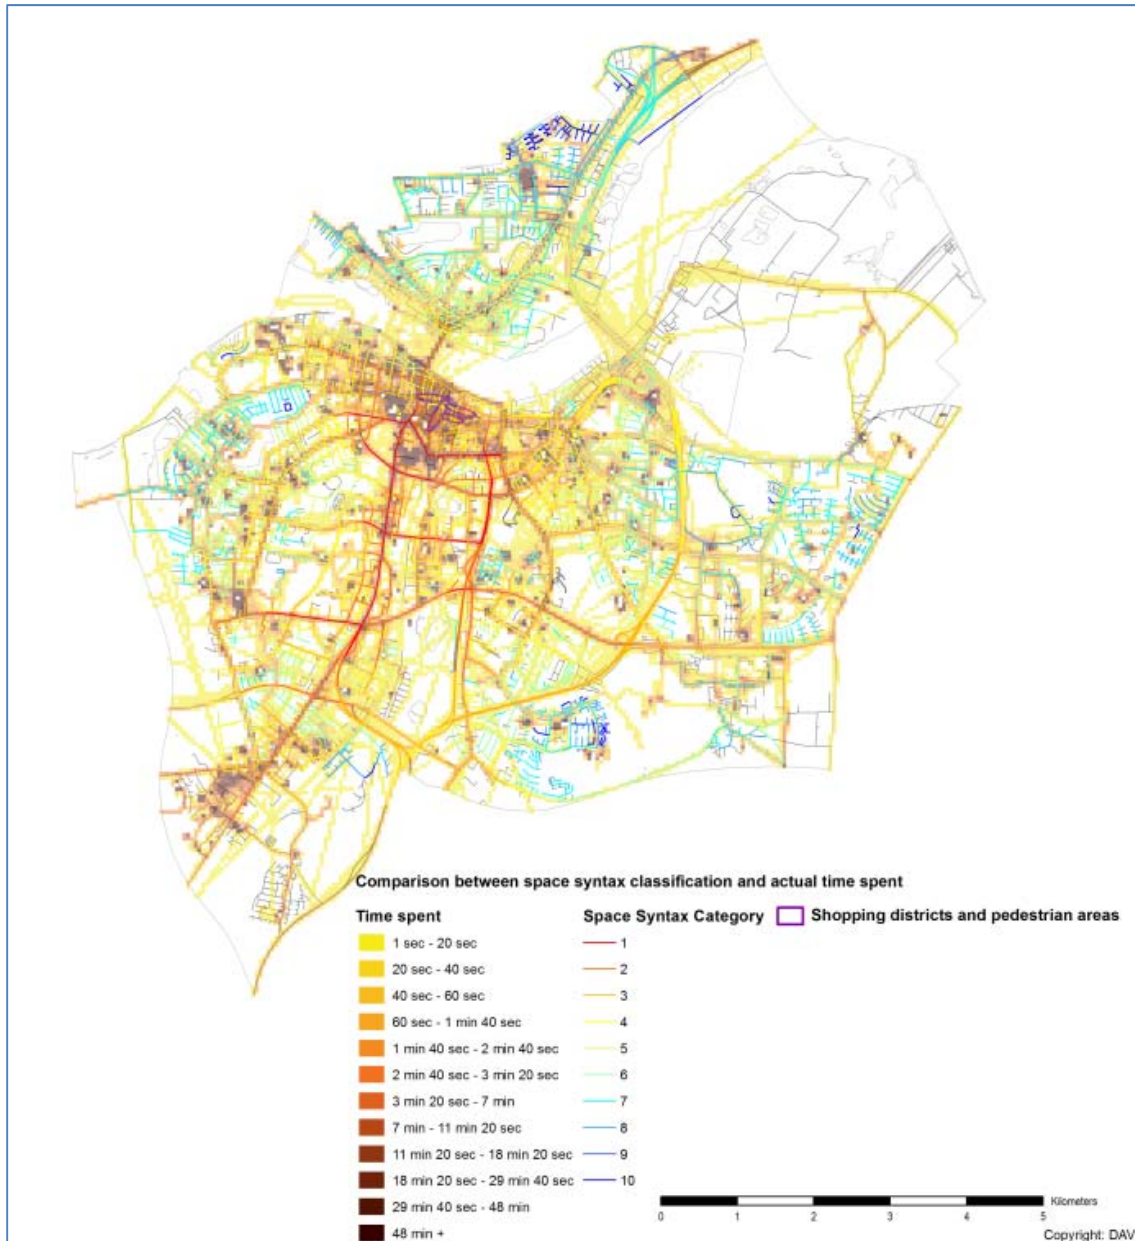 Comparison between space syntax classification and actual time spent
Time spent
1 sec - 20 sec
20 sec - 40 sec
40 sec - 60 sec
60 sec - 1 min 40 sec
1 min 40 sec - 2 min 40 sec
2 min 40 sec - 3 min 20 sec
3 min 20 sec - 7 min
7 min - 11 min 20 sec
11 min 20 sec - 18 min 20 sec
18 min 20 sec - 29 min 40 sec
29 min 40 sec - 48 min
48 min +
Space Syntax Category
1
2
3
4
5
6
7
8
9
10
Shopping districts and pedestrian areas
Kilometers
0 1 2 3 4 5
Copyright: DAV